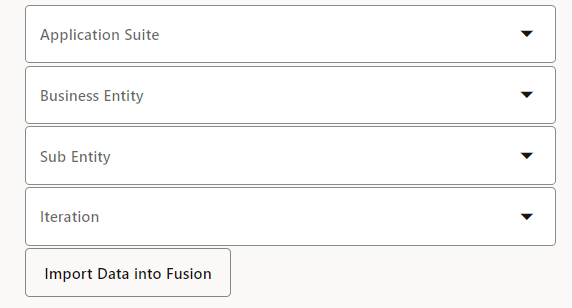 Application Suite
Business Entity
Sub Entity
Iteration
Import Data into Fusion